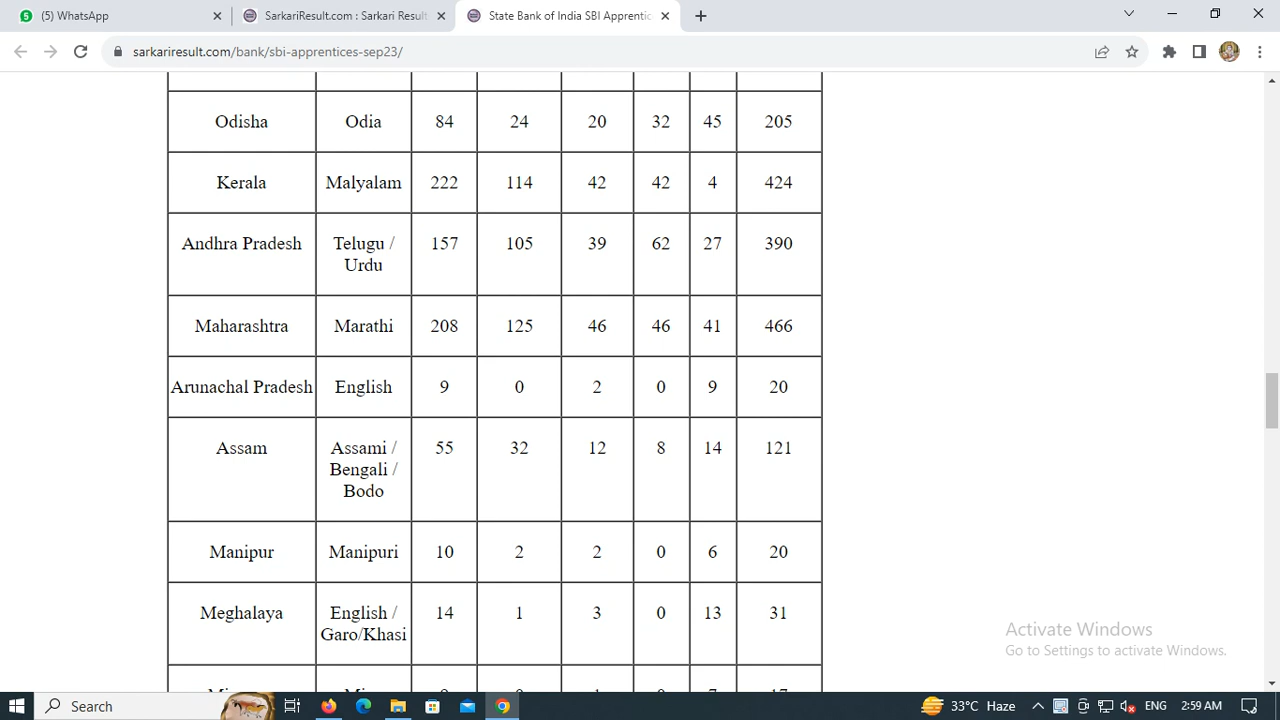 (5) WhatsApp
SarkariResult.com : Sarkari Result
State Bank of India SBI Apprentic
sarkariresult.com/bank/sbi-apprentices-sep23/
Odisha Odia 84 24 20 32 45 205
Kerala Malyalam 222 114 42 42 4 424
Andhra Pradesh Telugu / 157 105 39 62 27 390
Urdu
Maharashtra Marathi 208 125 46 46 41 466
Arunachal Pradesh English 9 0 2 0 9 20
Assam Assami / 55 32 12 8 14 121
Bengali /
Bodo
Manipur Manipuri 10 2 2 0 6 20
Meghalaya English / 14 1 3 0 13 31
Garo/Khasi
Activate Windows
Go to Settings to activate Windows.
Search
33°C Haze
ENG
2:59 AM